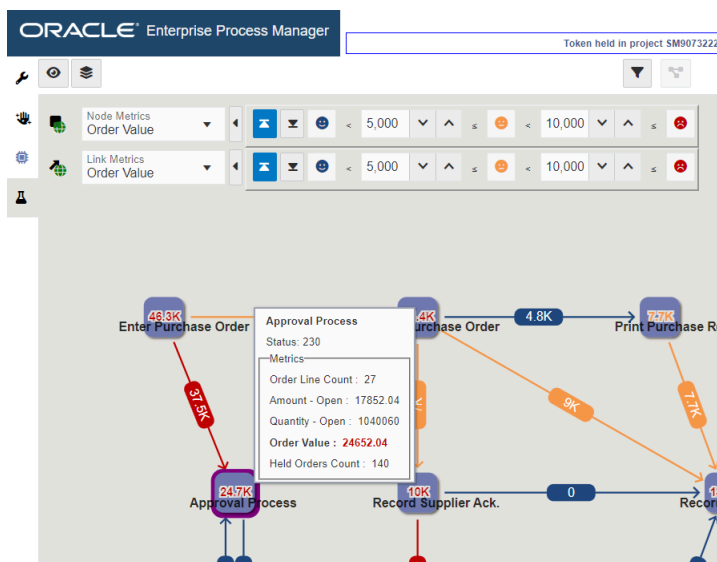 ORACLE® Enterprise Process Manager
Token held in project SM9073222
Node Metrics
Order Value
< 5,000 ≤ < 10,000 ≤
Link Metrics
Order Value
< 5,000 ≤ < 10,000 ≤
46.3K
Enter Purchase Order
.4K
urchase Order
4.8K
7.7K
Print Purchase R
Approval Process
Status: 230
Metrics
Order Line Count : 27
Amount - Open : 17852.04
Quantity - Open : 1040060
Order Value : 24652.04
Held Orders Count : 140
37.5K
9K
7.7K
24.7K
Approval Process
10K
Record Supplier Ack.
0
Recor